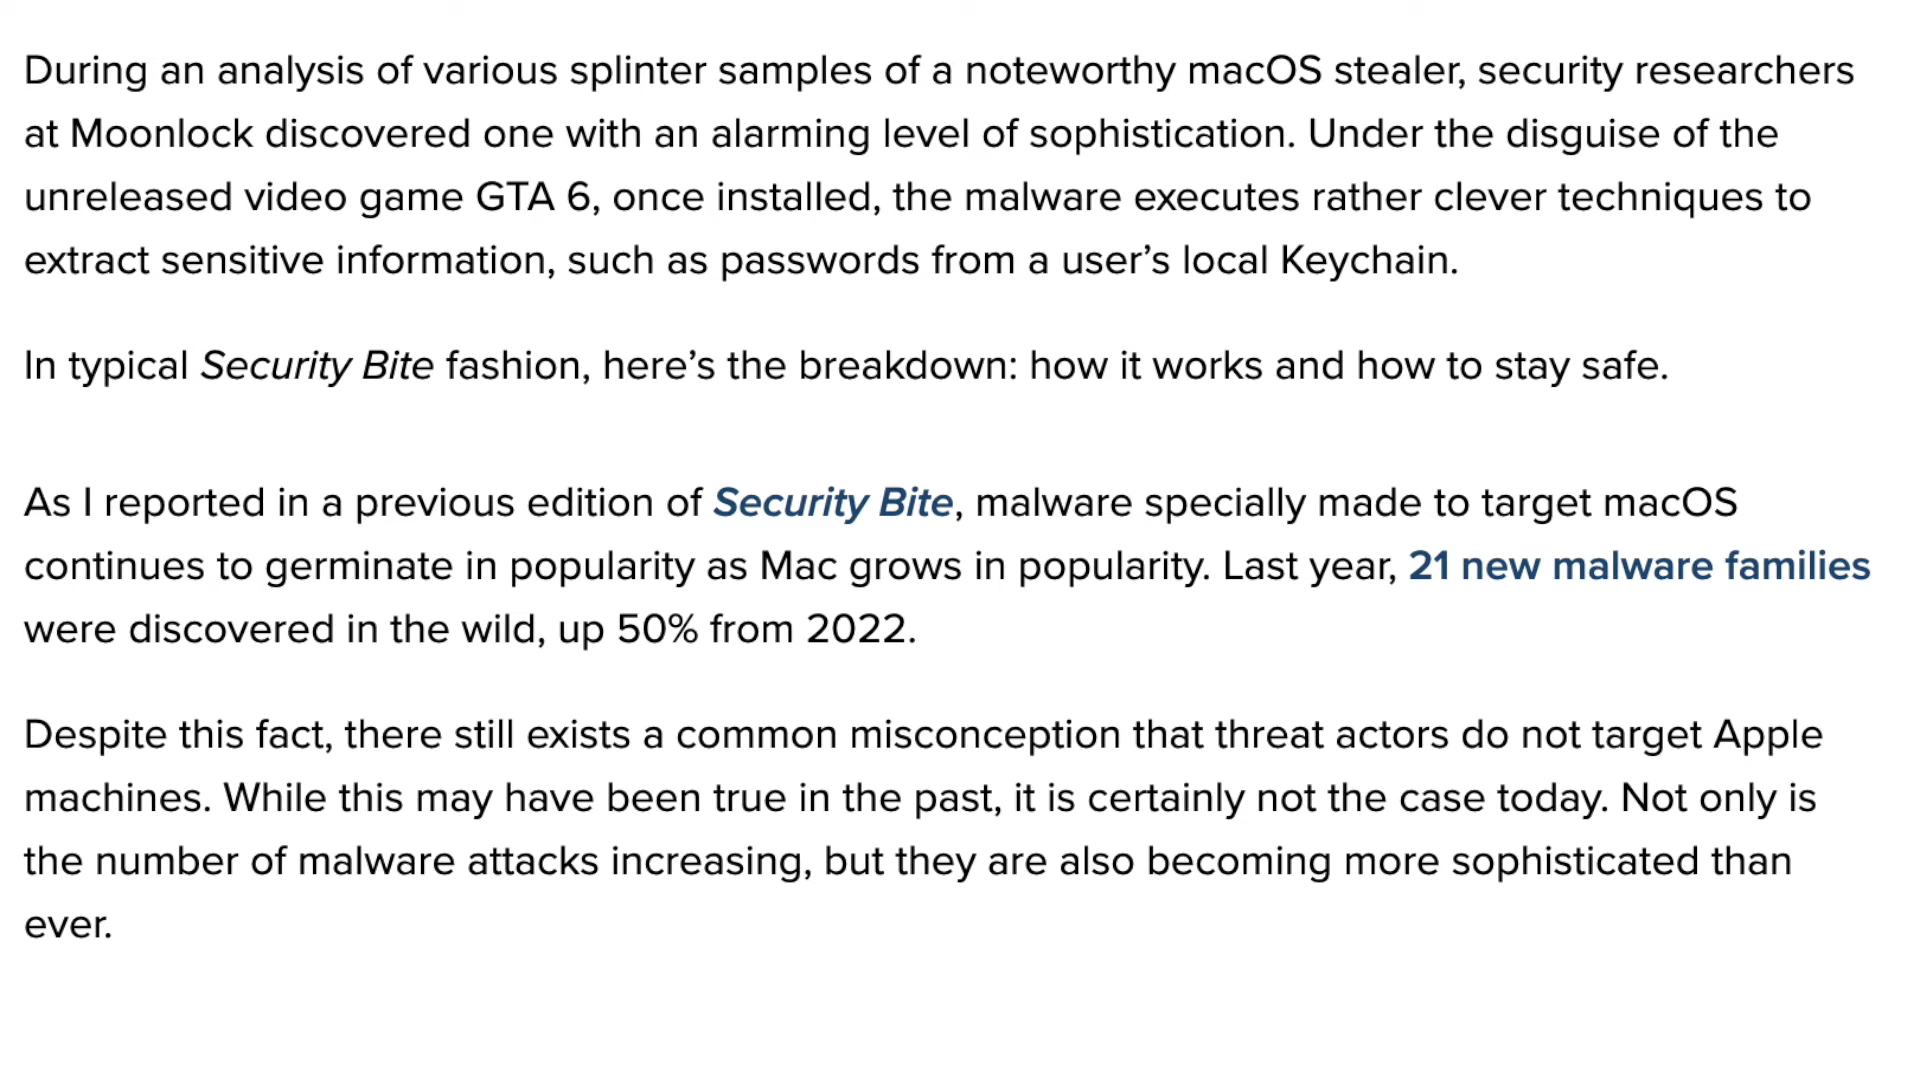 During an analysis of various splinter samples of a noteworthy macOS stealer, security researchers
at Moonlock discovered one with an alarming level of sophistication. Under the disguise of the
unreleased video game GTA 6, once installed, the malware executes rather clever techniques to
extract sensitive information, such as passwords from a user’s local Keychain.
In typical Security Bite fashion, here’s the breakdown: how it works and how to stay safe.
As I reported in a previous edition of Security Bite, malware specially made to target macOS
continues to germinate in popularity as Mac grows in popularity. Last year, 21 new malware families
were discovered in the wild, up 50% from 2022.
Despite this fact, there still exists a common misconception that threat actors do not target Apple
machines. While this may have been true in the past, it is certainly not the case today. Not only is
the number of malware attacks increasing, but they are also becoming more sophisticated than
ever.